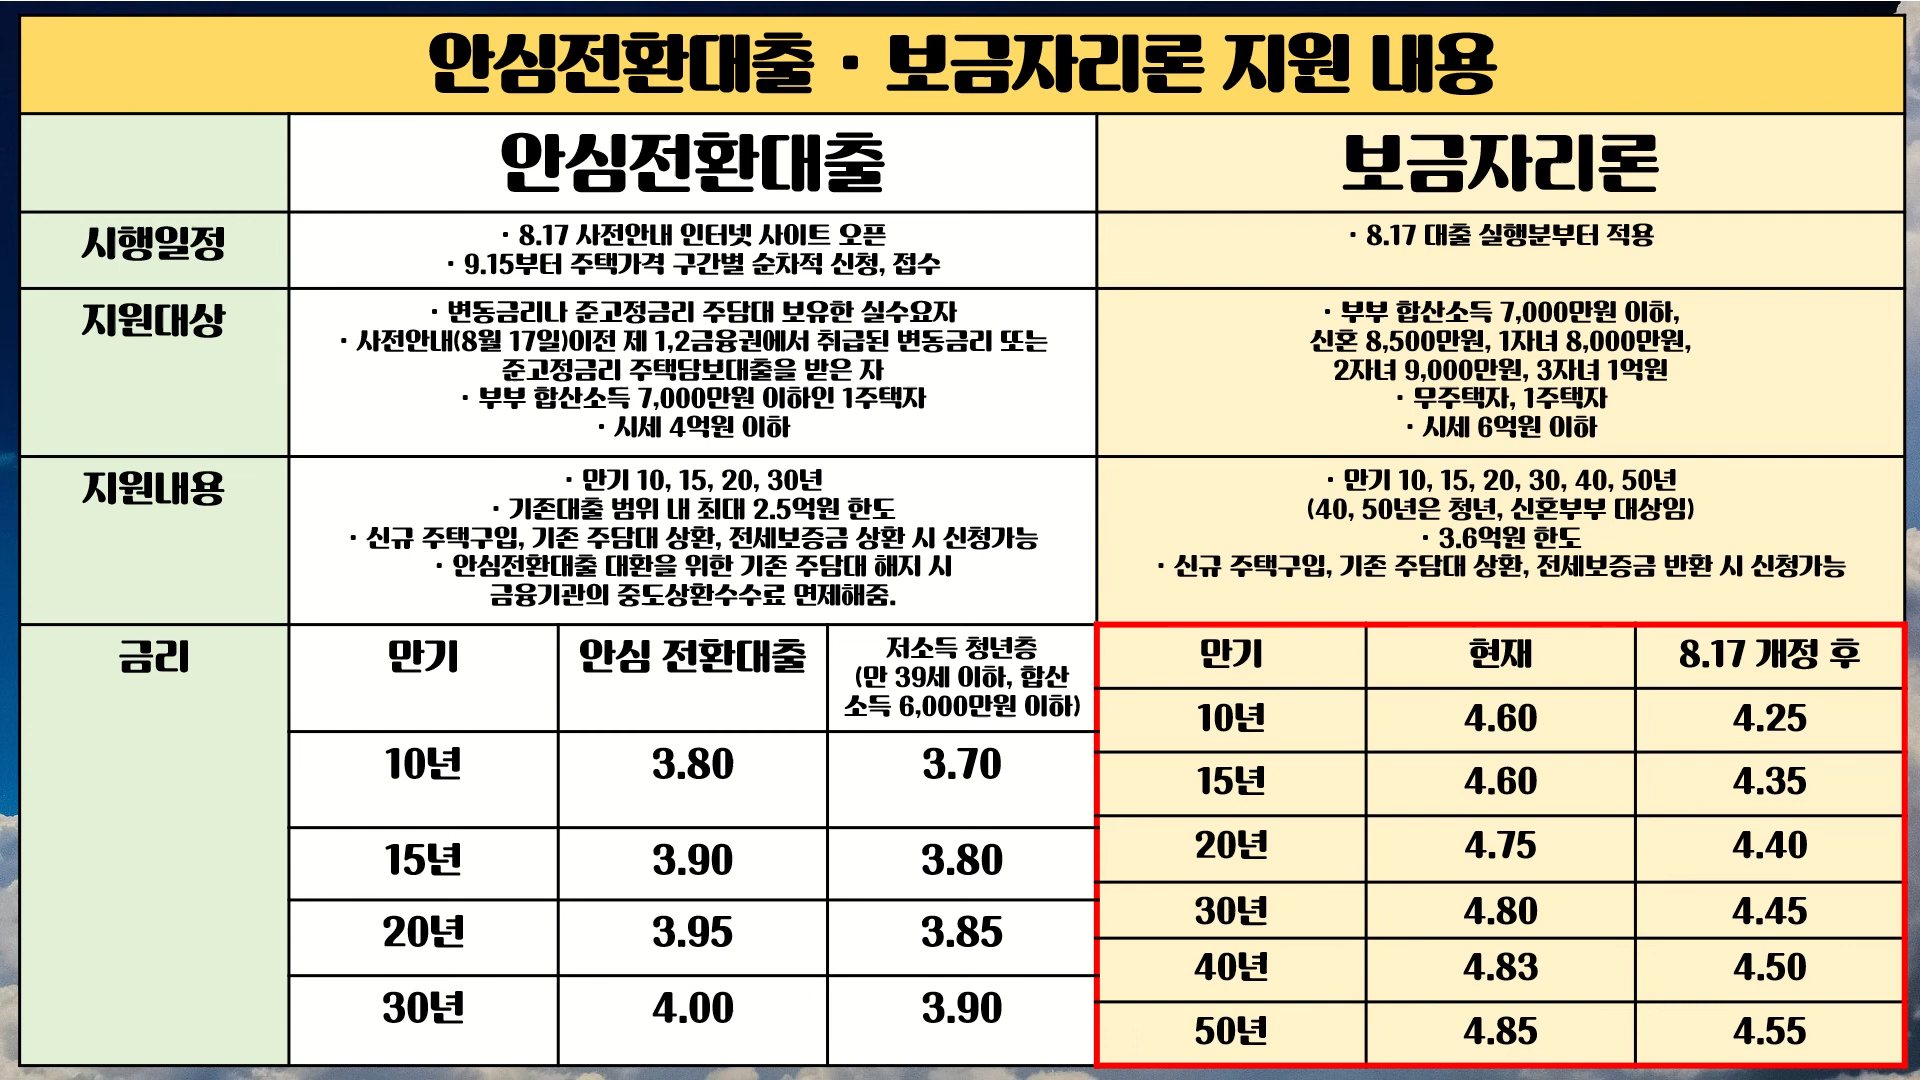 안심전환대출 · 보금자리론 지원 내용
안심전환대출
보금자리론
시행일정
· 8.17 사전안내 인터넷 사이트 오픈
· 9.15부터 주택가격 구간별 순차적 신청, 접수
· 8.17 대출 실행분부터 적용
지원대상
· 변동금리나 준고정금리 주담대 보유한 실수요자
· 사전안내(8월 17일)이전 제 1,2금융권에서 취급된 변동금리 또는
준고정금리 주택담보대출을 받은 자
· 부부 합산소득 7,000만원 이하인 1주택자
· 시세 4억원 이하
· 부부 합산소득 7,000만원 이하,
신혼 8,500만원, 1자녀 8,000만원,
2자녀 9,000만원, 3자녀 1억원
· 무주택자, 1주택자
· 시세 6억원 이하
지원내용
· 만기 10, 15, 20, 30년
· 기존대출 범위 내 최대 2.5억원 한도
· 신규 주택구입, 기존 주담대 상환, 전세보증금 상환 시 신청가능
· 안심전환대출 대환을 위한 기존 주담대 해지 시
금융기관의 중도상환수수료 면제해줌.
· 만기 10, 15, 20, 30, 40, 50년
(40, 50년은 청년, 신혼부부 대상임)
· 3.6억원 한도
· 신규 주택구입, 기존 주담대 상환, 전세보증금 반환 시 신청가능
금리
만기 안심 전환대출 저소득 청년층
(만 39세 이하, 합산
소득 6,000만원 이하)
10년 3.80 3.70
15년 3.90 3.80
20년 3.95 3.85
30년 4.00 3.90
만기 현재 8.17 개정 후
10년 4.60 4.25
15년 4.60 4.35
20년 4.75 4.40
30년 4.80 4.45
40년 4.83 4.50
50년 4.85 4.55